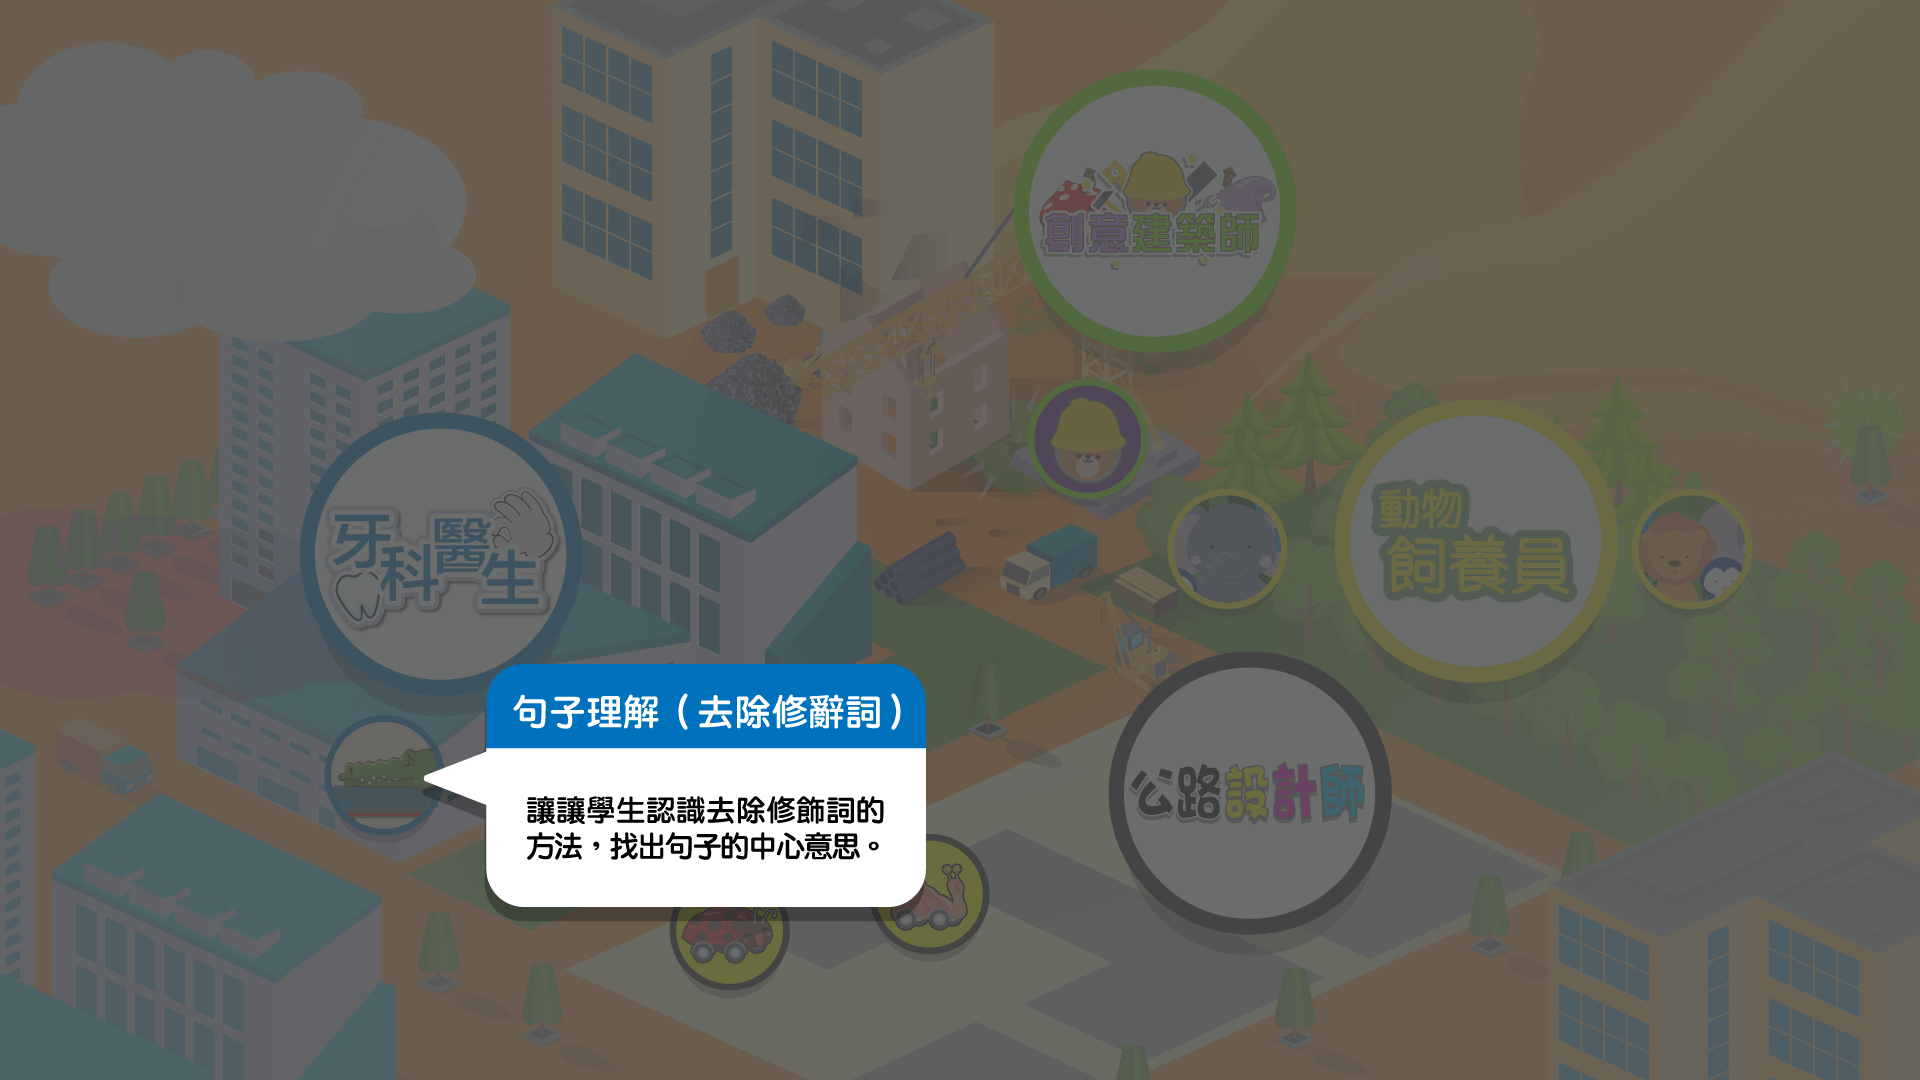 創意建築師
動物
飼養員
牙科醫生
句子理解（去除修辭詞）
讓讓學生認識去除修飾詞的
方法，找出句子的中心意思。
公路設計師